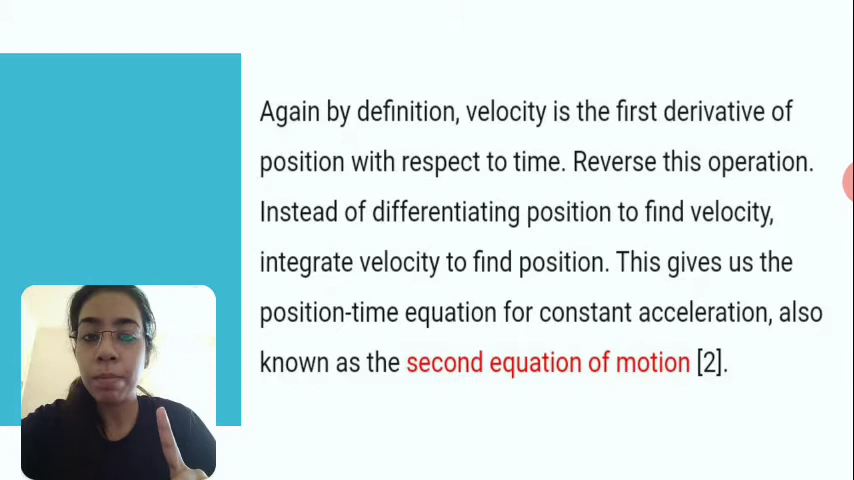 Again by definition, velocity is the first derivative of
position with respect to time. Reverse this operation.
Instead of differentiating position to find velocity,
integrate velocity to find position. This gives us the
position-time equation for constant acceleration, also
known as the second equation of motion [2].